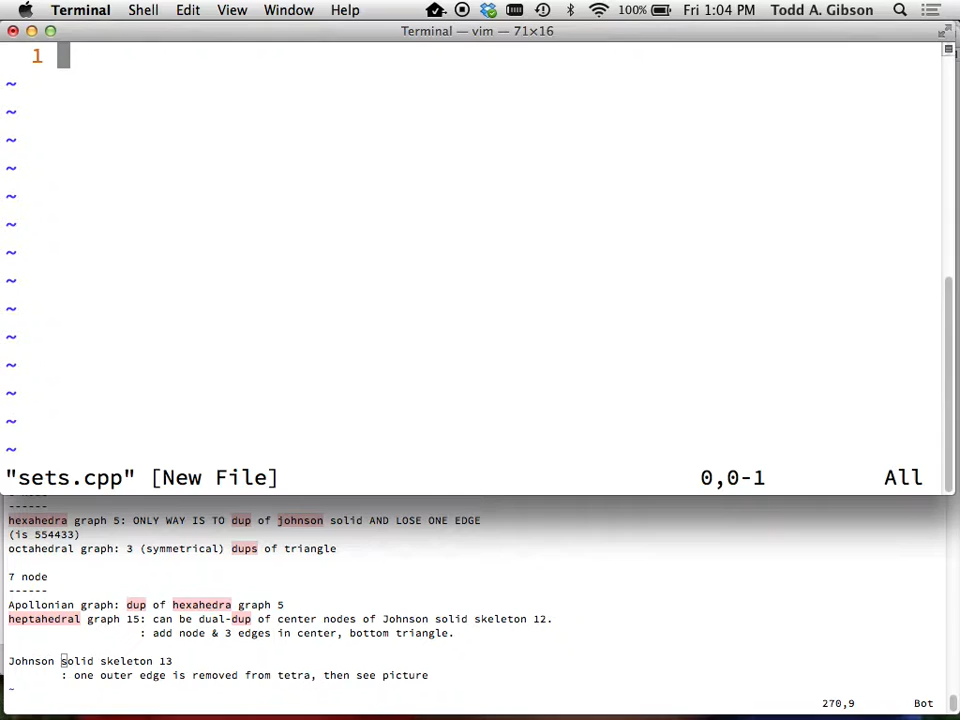 Terminal Shell Edit View Window Help 100% Fri 1:04 PM Todd A. Gibson
Terminal — vim — 71×16
1
~
~
~
~
~
~
~
~
~
~
~
~
~
~
"sets.cpp" [New File] 0,0-1 All
------
hexahedra graph 5: ONLY WAY IS TO dup of johnson solid AND LOSE ONE EDGE
(is 554433)
octahedral graph: 3 (symmetrical) dups of triangle
7 node
------
Apollonian graph: dup of hexahedra graph 5
heptahedral graph 15: can be dual-dup of center nodes of Johnson solid skeleton 12.
: add node & 3 edges in center, bottom triangle.
Johnson solid skeleton 13
: one outer edge is removed from tetra, then see picture
~
270,9 Bot